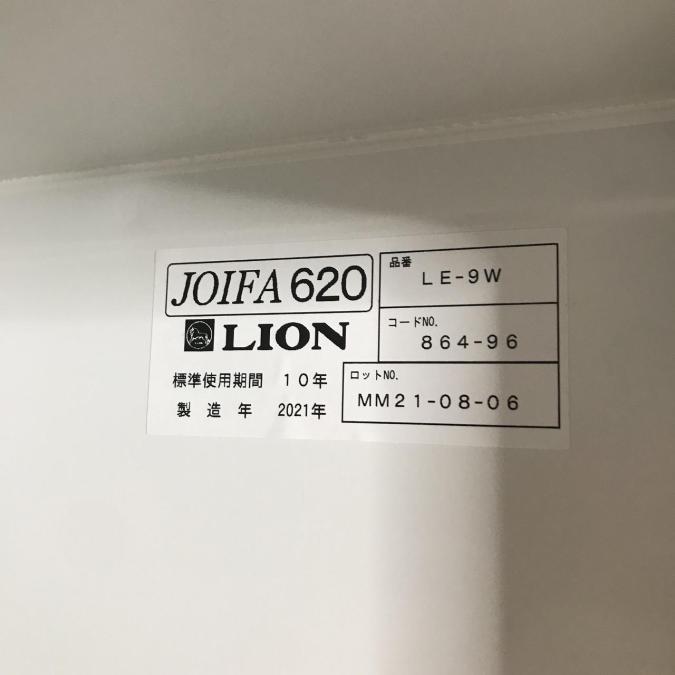 JOIFA 620
LION
標準使用期間 10年
製造年 2021年
品番
LE-9W
コードNO.
864-96
ロットNO.
MM21-08-06